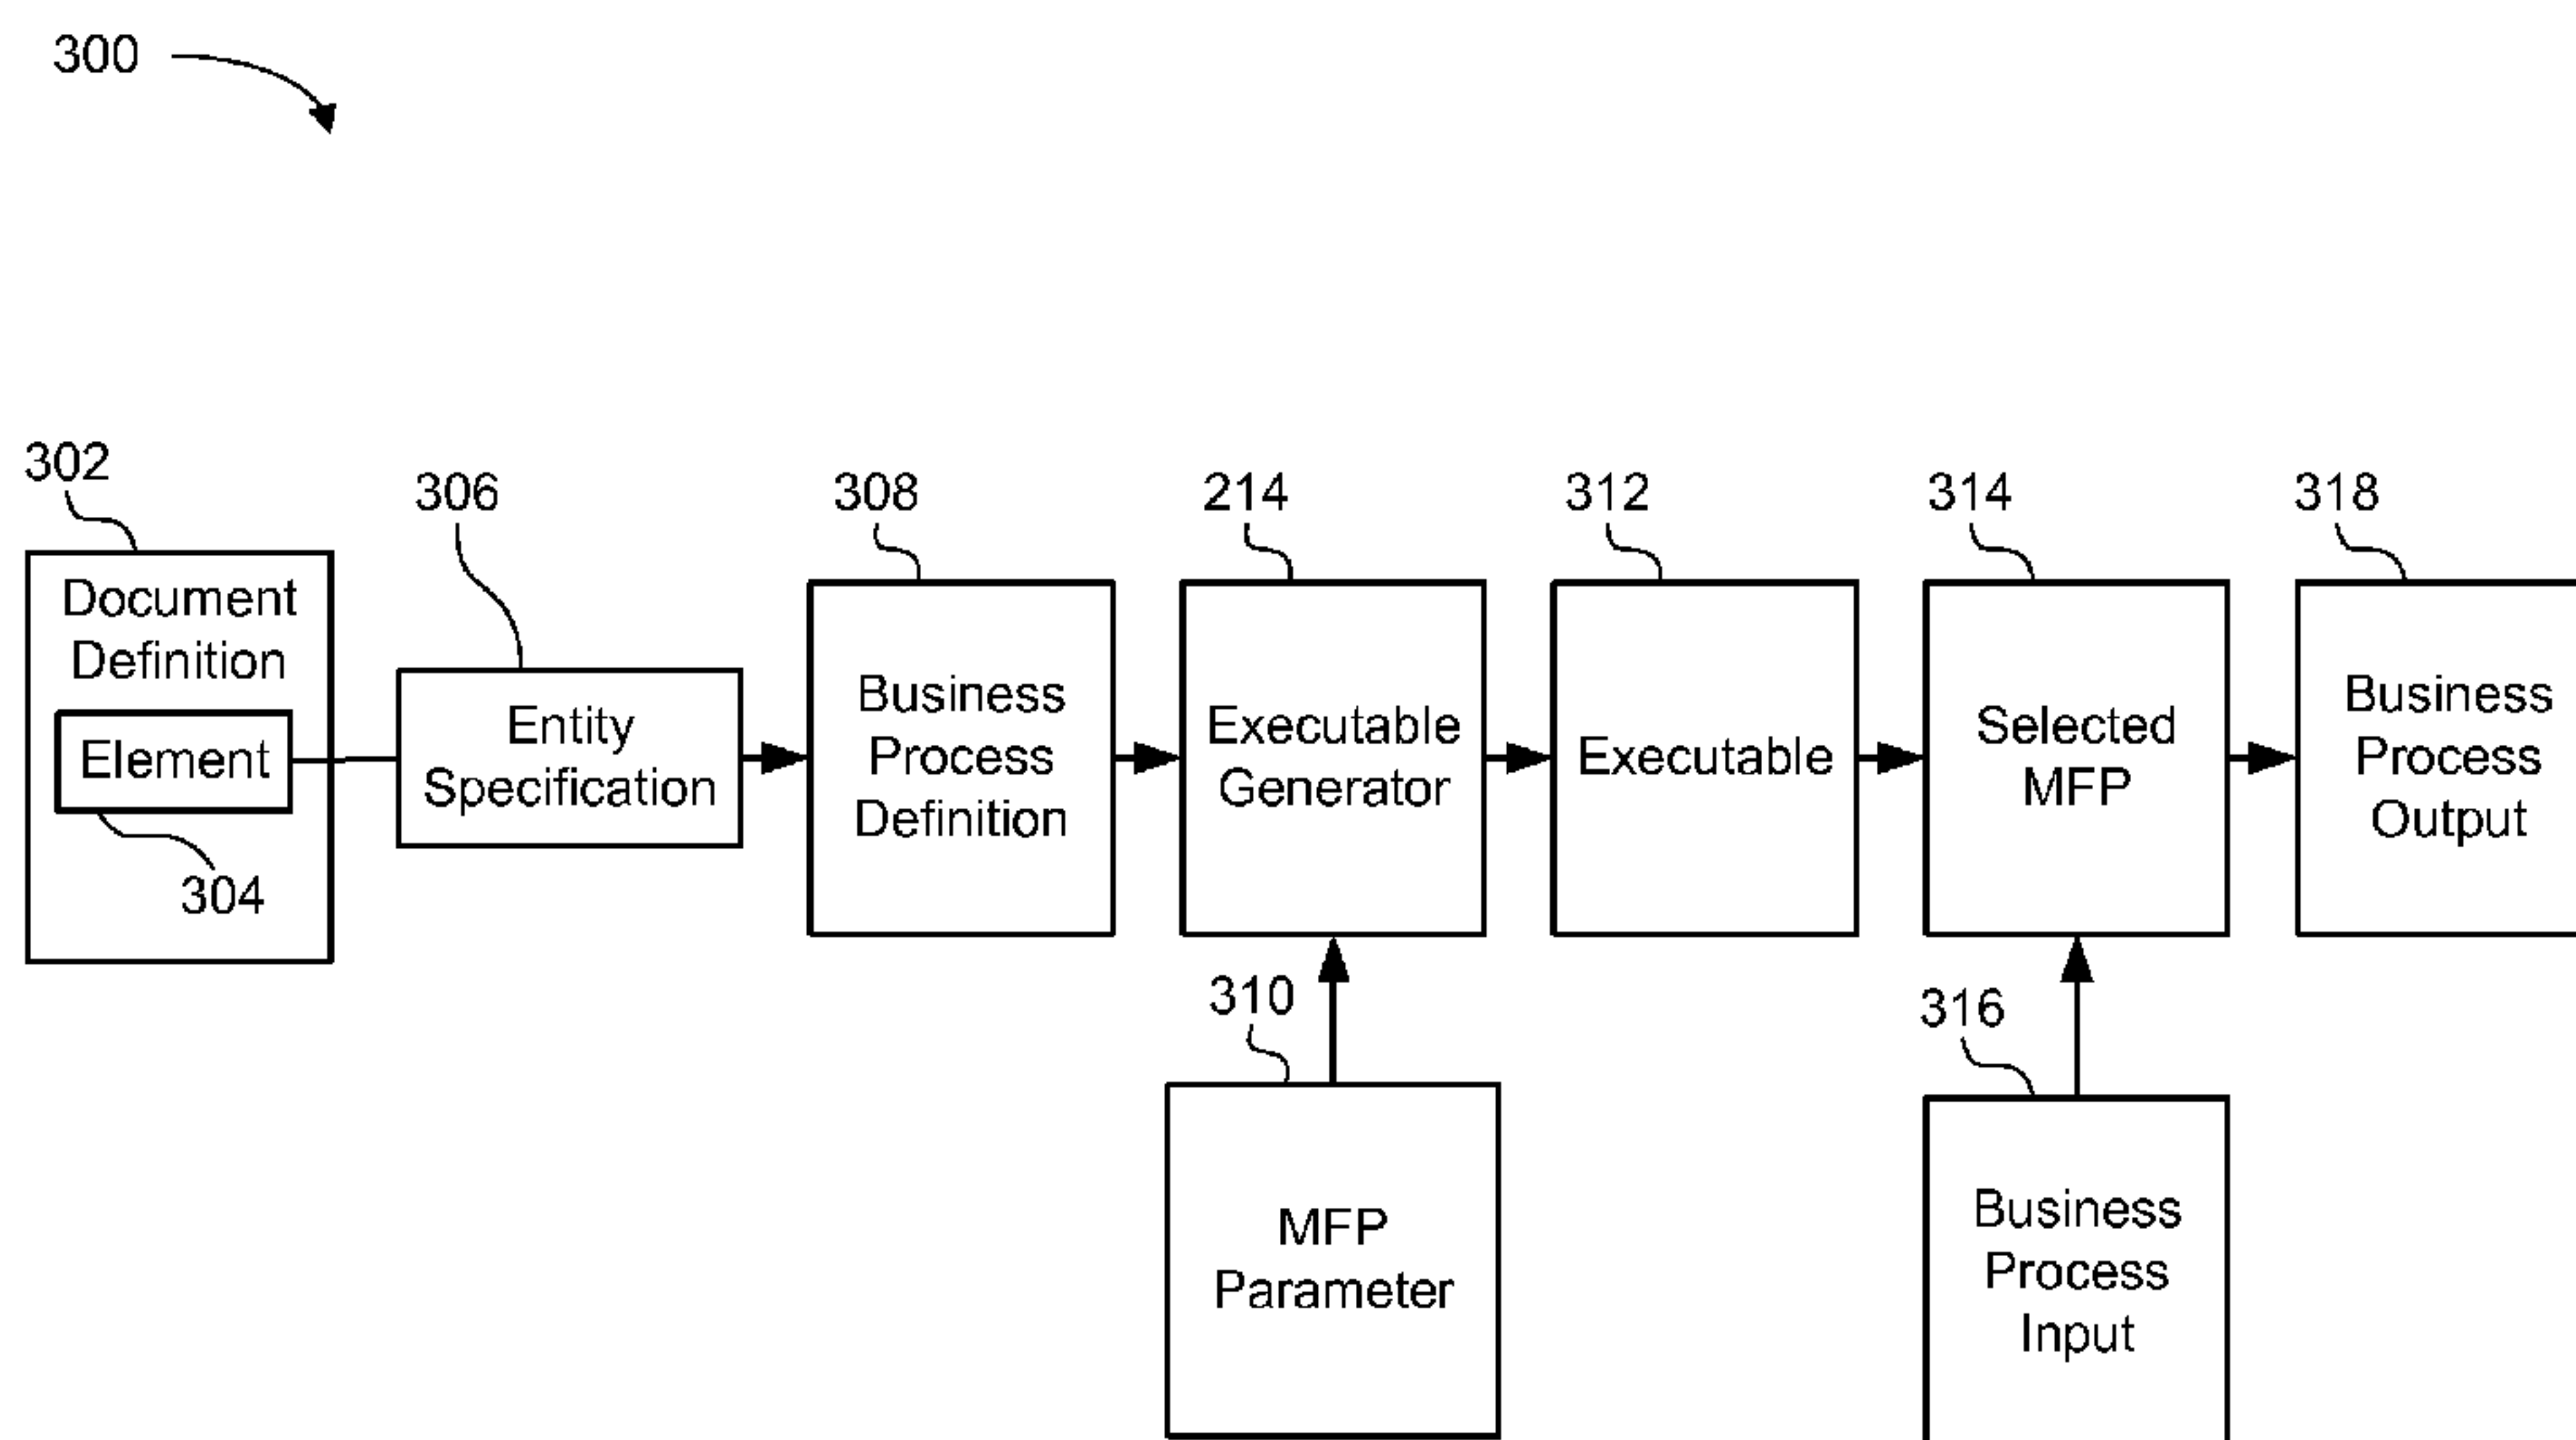 300
302
Document
Definition
Element
304
306
Entity
Specification
308
Business
Process
Definition
214
Executable
Generator
310
MFP
Parameter
312
Executable
314
Selected
MFP
316
Business
Process
Input
318
Business
Process
Output